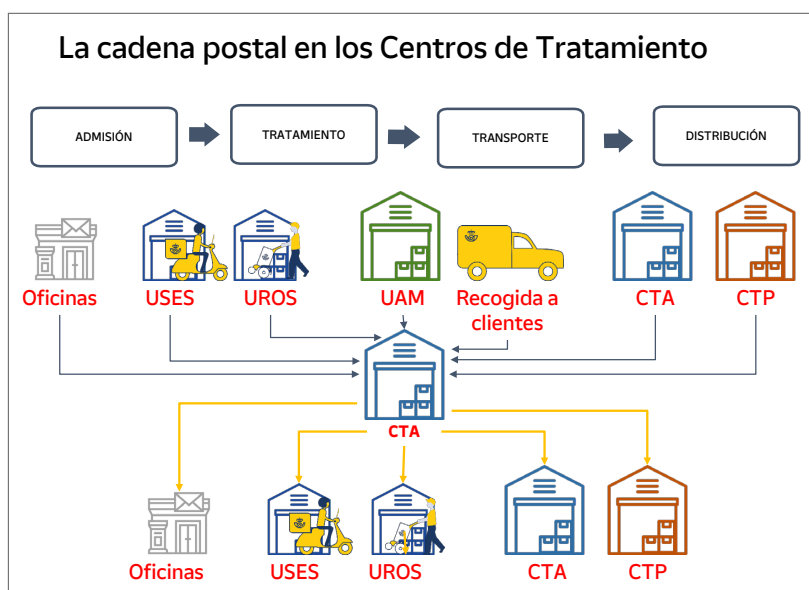 La cadena postal en los Centros de Tratamiento
ADMISIÓN
TRATAMIENTO
TRANSPORTE
DISTRIBUCIÓN
Oficinas
USES
UROS
UAM
Recogida a
clientes
CTA
CTP
CTA
Oficinas
USES
UROS
CTA
CTP